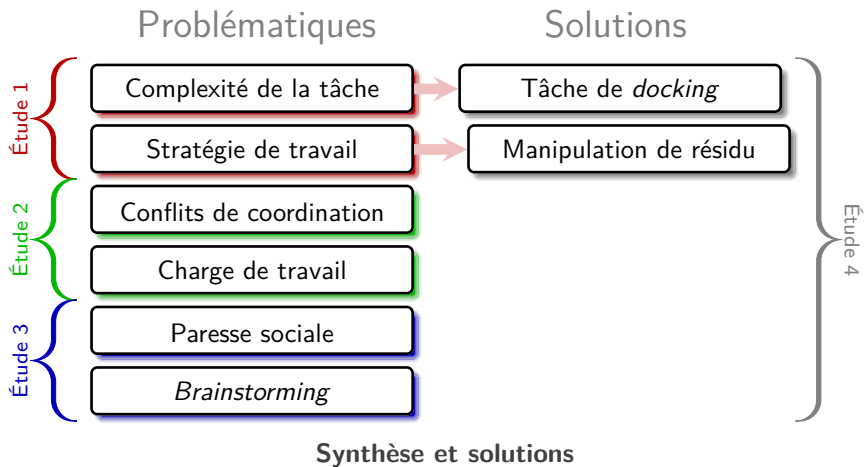 Problématiques
Solutions
Étude 1
Complexité de la tâche
Tâche de docking
Stratégie de travail
Manipulation de résidu
Étude 2
Conflits de coordination
Charge de travail
Étude 3
Paresse sociale
Brainstorming
Étude 4
Synthèse et solutions